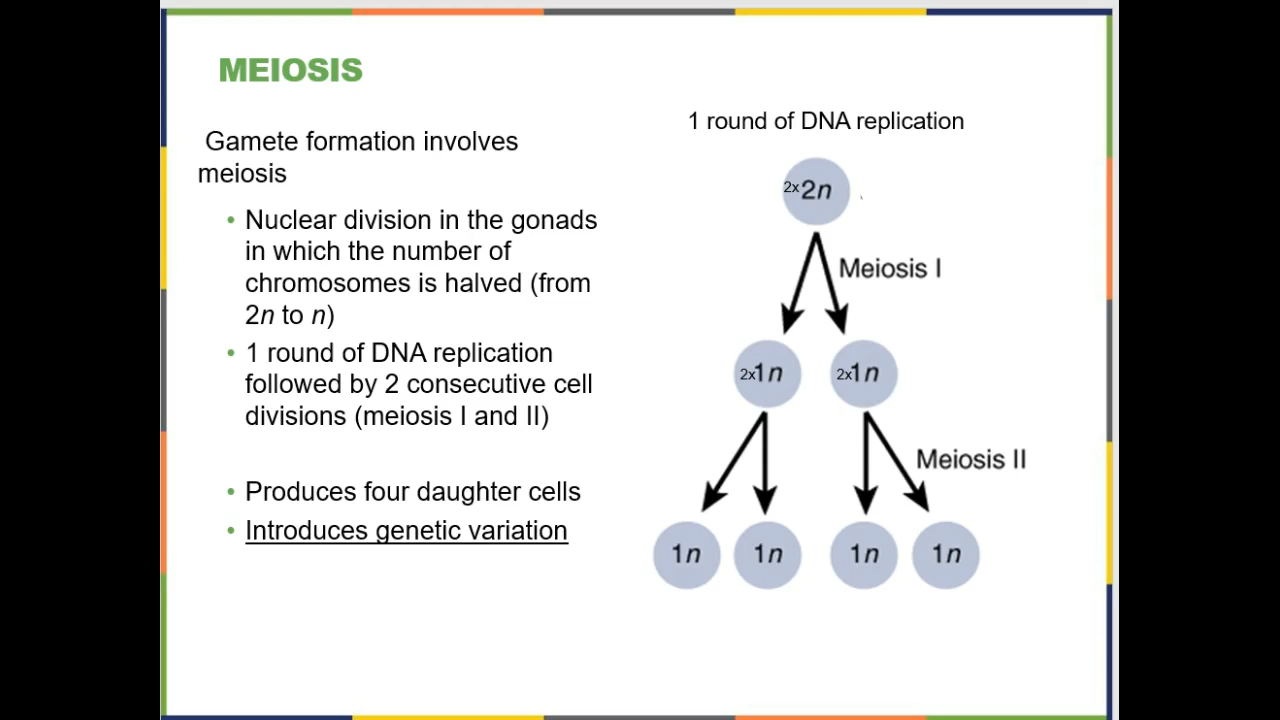 MEIOSIS
Gamete formation involves
meiosis
• Nuclear division in the gonads
in which the number of
chromosomes is halved (from
2n to n)
• 1 round of DNA replication
followed by 2 consecutive cell
divisions (meiosis I and II)
• Produces four daughter cells
• Introduces genetic variation
1 round of DNA replication
2x2n
Meiosis I
2x1n 2x1n
Meiosis II
1n 1n 1n 1n